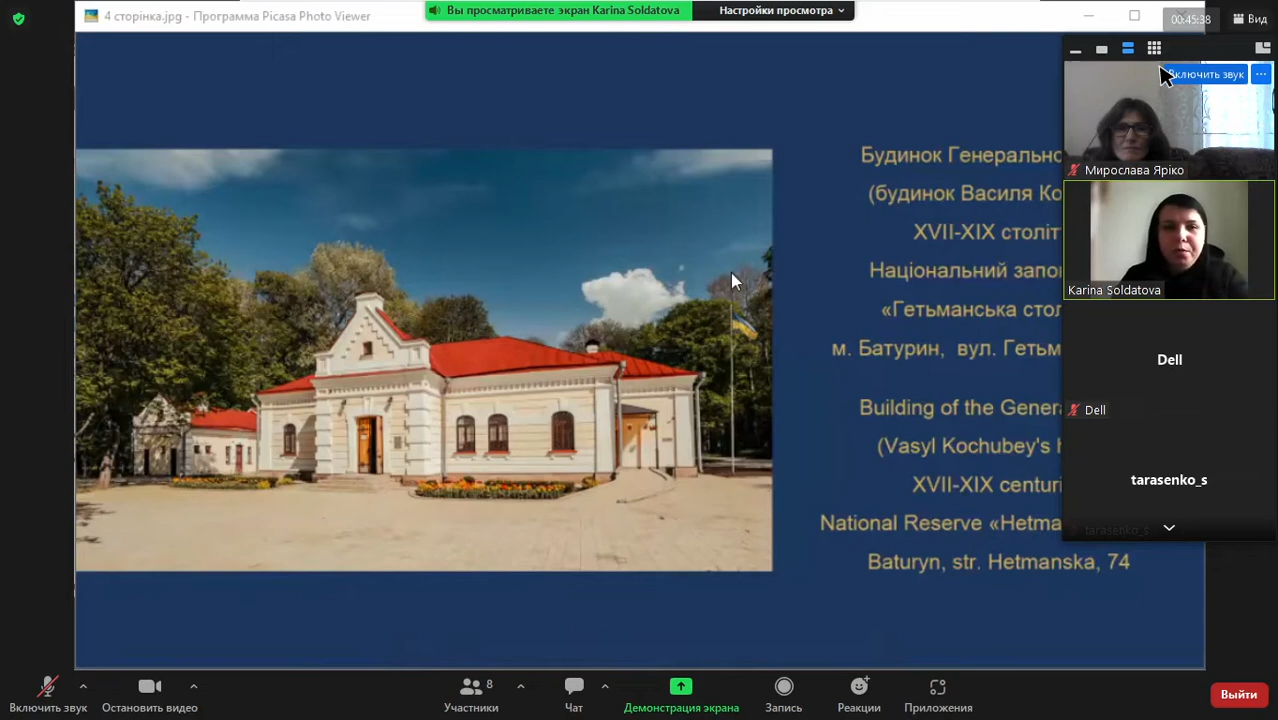 4 сторінка.jpg - Программа Picasa Photo Viewer
Вы просматриваете экран Karina Soldatova
Настройки просмотра
00:45:38
Вид
Включить звук
Мирослава Яріко
Karina Soldatova
Dell
Dell
tarasenko_s
tarasenko_s
Будинок Генерально
(будинок Василя Ко
XVII-XIX століт
Національний запо
«Гетьманська стол
м. Батурин, вул. Гетьм
Building of the Genera
(Vasyl Kochubey's
XVII-XIX centuri
National Reserve «Hetma
Baturyn, str. Hetmanska, 74
Включить звук
Остановить видео
8
Участники
Чат
Демонстрация экрана
Запись
Реакции
Приложения
Выйти